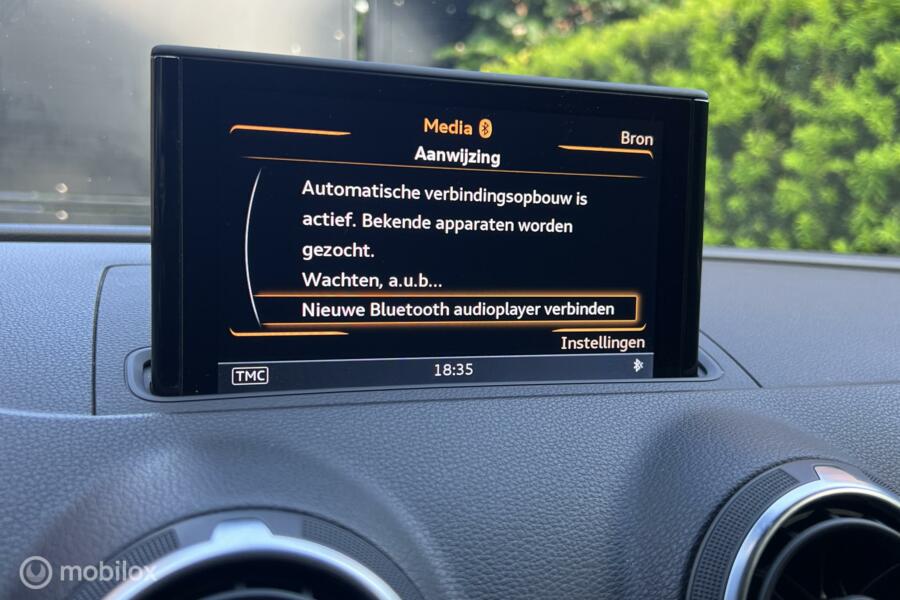 Media
Bron
Aanwijzing
Automatische verbindingsopbouw is
actief. Bekende apparaten worden
gezocht.
Wachten, a.u.b...
Nieuwe Bluetooth audioplayer verbinden
Instellingen
TMC
18:35
mobilox